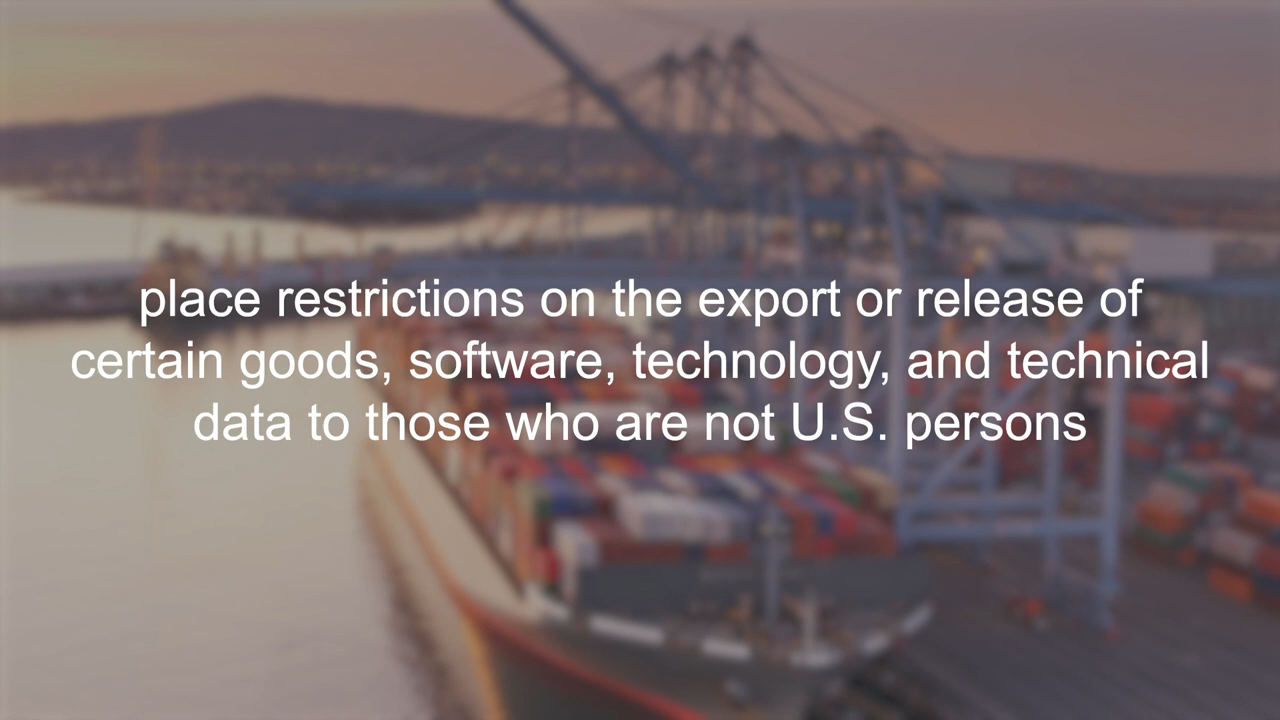 place restrictions on the export or release of
certain goods, software, technology, and technical
data to those who are not U.S. persons